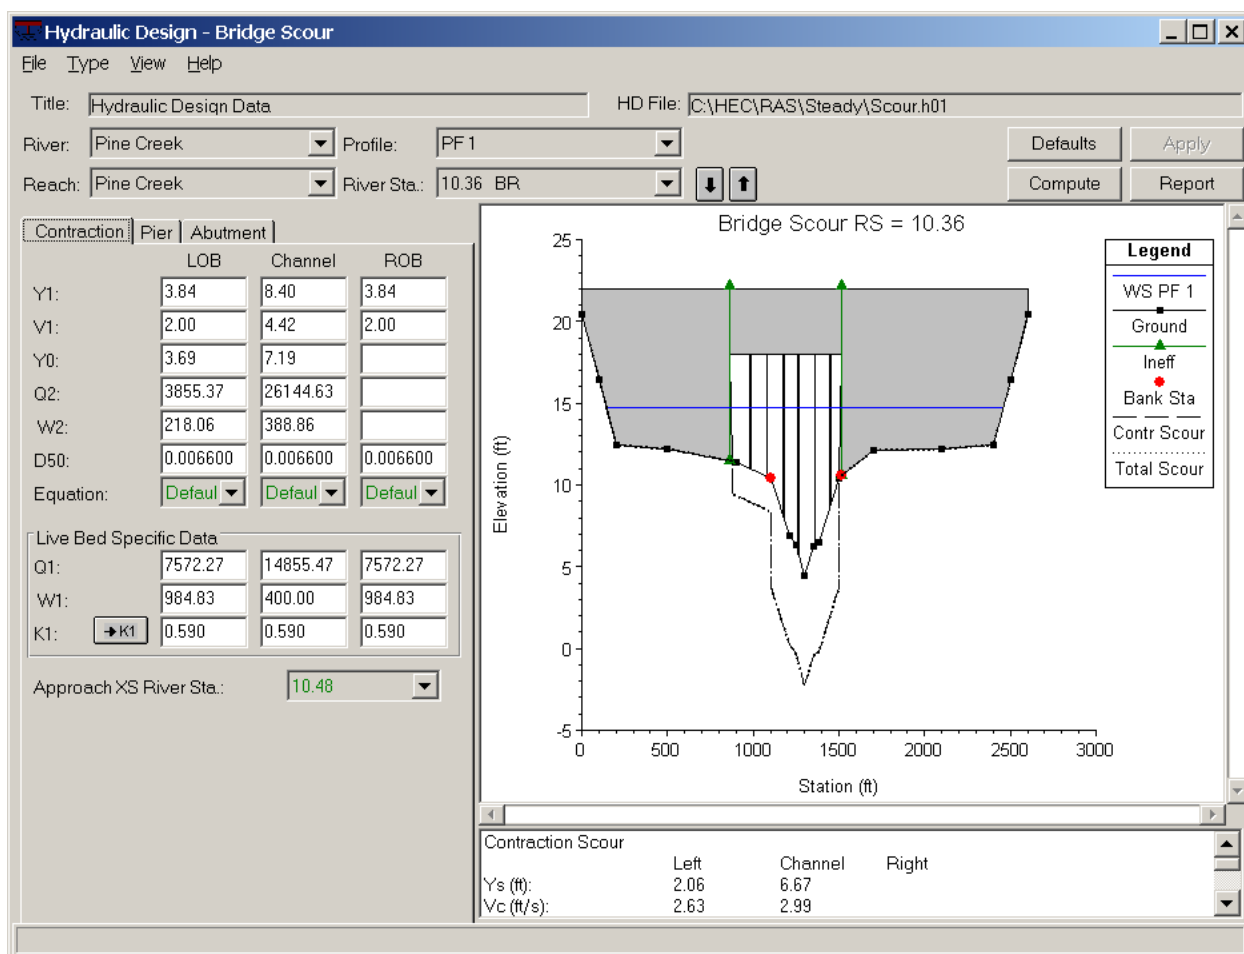 Hydraulic Design - Bridge Scour
File Type View Help
Title: Hydraulic Design Data HD File: C:\HEC\RAS\Steady\Scour.h01
River: Pine Creek Profile: PF 1 Defaults Apply
Reach: Pine Creek River Sta.: 10.36 BR Compute Report
Contraction Pier Abutment
LOB Channel ROB
Y1: 3.84 8.40 3.84
V1: 2.00 4.42 2.00
Y0: 3.69 7.19
Q2: 3855.37 26144.63
W2: 218.06 388.86
D50: 0.006600 0.006600 0.006600
Equation: Defaul Defaul Defaul
Live Bed Specific Data
Q1: 7572.27 14855.47 7572.27
W1: 984.83 400.00 984.83
K1: K1 0.590 0.590 0.590
Approach XS River Sta.: 10.48
Bridge Scour RS = 10.36
25
20
15
10
5
0
-5
Elevation (ft)
0 500 1000 1500 2000 2500 3000
Station (ft)
Legend
WS PF 1
Ground
Ineff
Bank Sta
Contr Scour
Total Scour
Contraction Scour
Left Channel Right
Ys (ft): 2.06 6.67
Vc (ft/s): 2.63 2.99